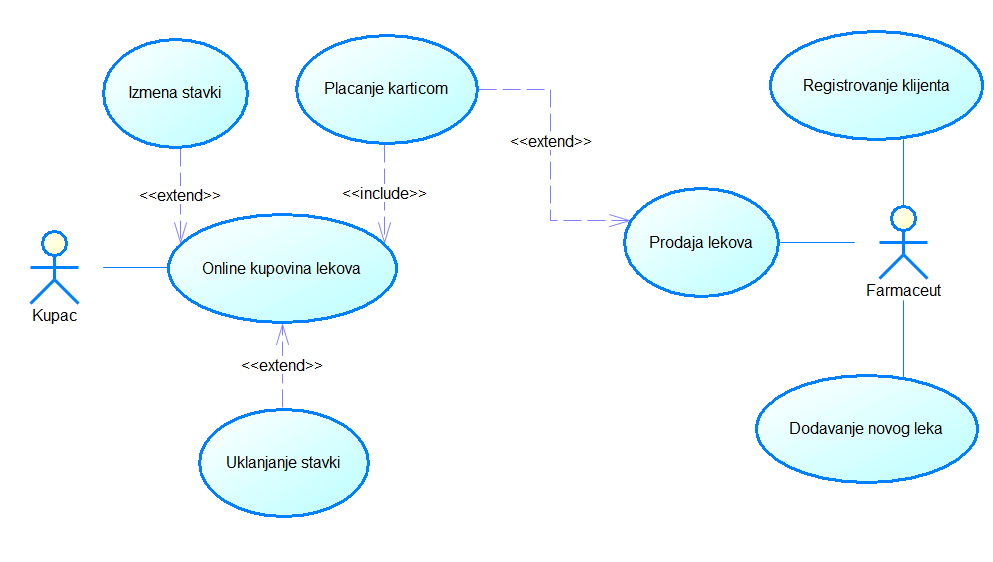 Izmena stavki
Placanje karticom
Registrovanje klijenta
<<extend>>
<<extend>>
<<include>>
Prodaja lekova
Online kupovina lekova
Farmaceut
Kupac
<<extend>>
Dodavanje novog leka
Uklanjanje stavki